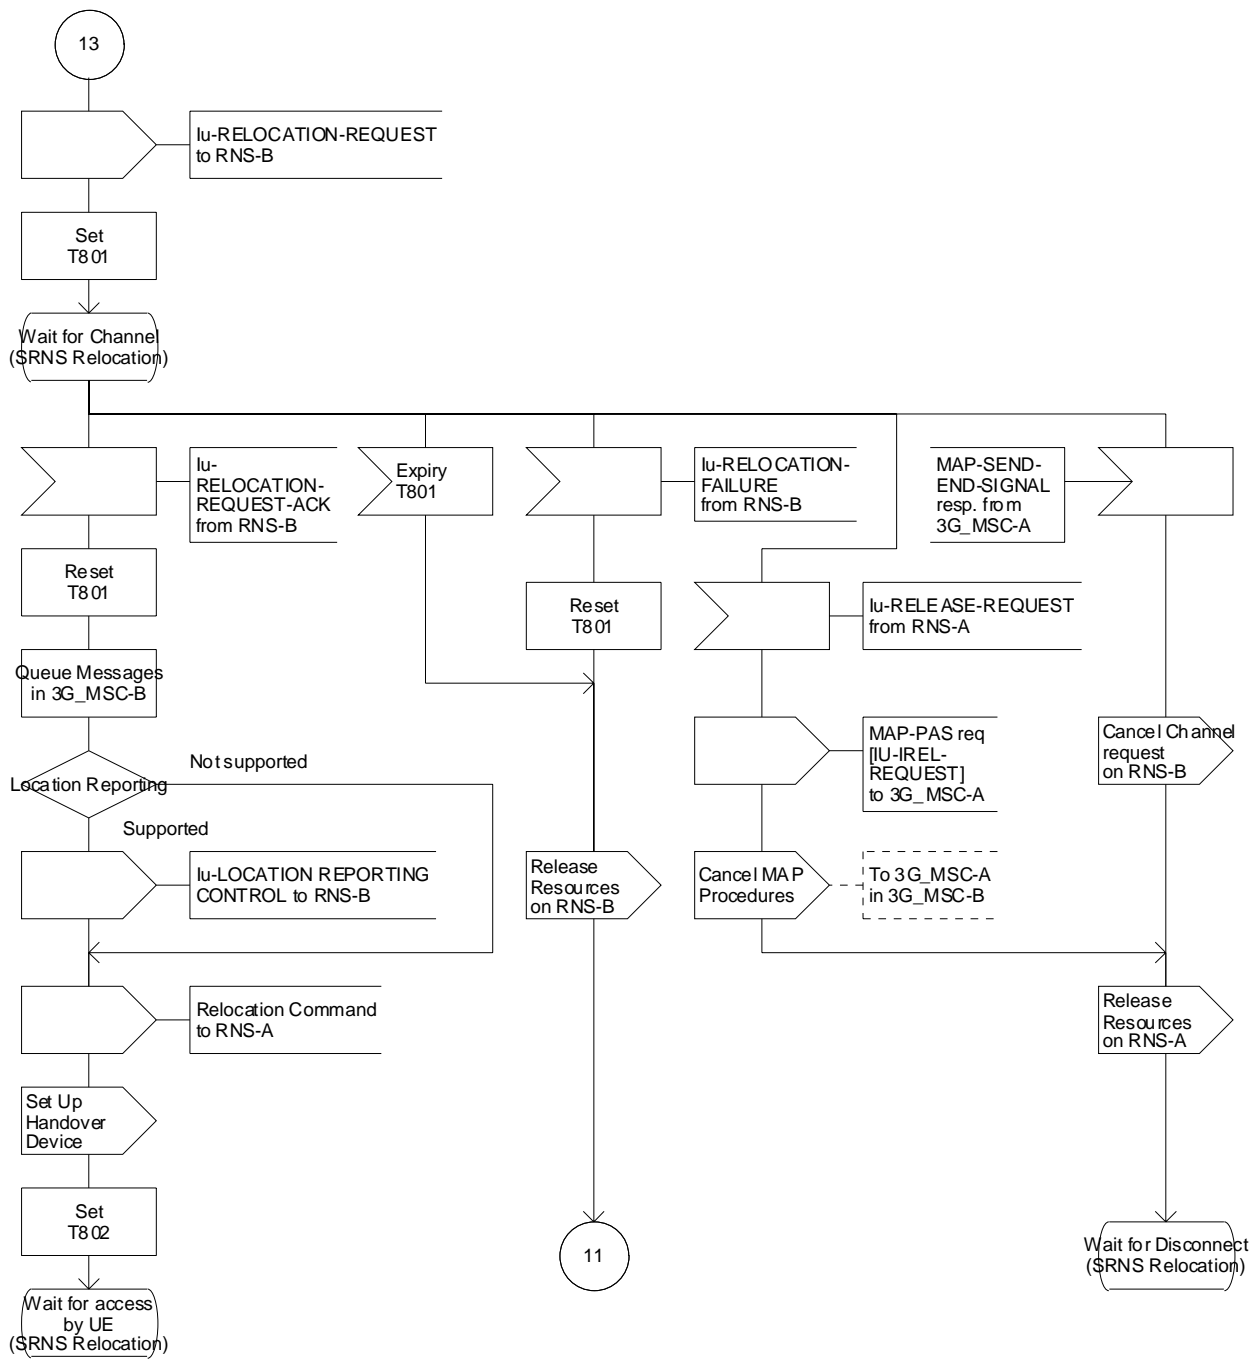 13
Iu-RELOCATION-REQUEST
to RNS-B
Set
T801
Wait for Channel
(SRNS Relocation)
Iu-
RELOCATION-
REQUEST-ACK
from RNS-B
Expiry
T801
Iu-RELOCATION-
FAILURE
from RNS-B
MAP-SEND-
END-SIGNAL
resp. from
3G_MSC-A
Reset
T801
Reset
T801
Iu-RELEASE-REQUEST
from RNS-A
Queue Messages
in 3G_MSC-B
MAP-PAS req
[IU-IREL-
REQUEST]
to 3G_MSC-A
Cancel Channel
request
on RNS-B
Location Reporting
Not supported
Supported
Iu-LOCATION REPORTING
CONTROL to RNS-B
Release
Resources
on RNS-B
Cancel MAP
Procedures
To 3G_MSC-A
in 3G_MSC-B
Relocation Command
to RNS-A
Release
Resources
on RNS-A
Set Up
Handover
Device
Set
T802
11
Wait for Disconnect
(SRNS Relocation)
Wait for access
by UE
(SRNS Relocation)